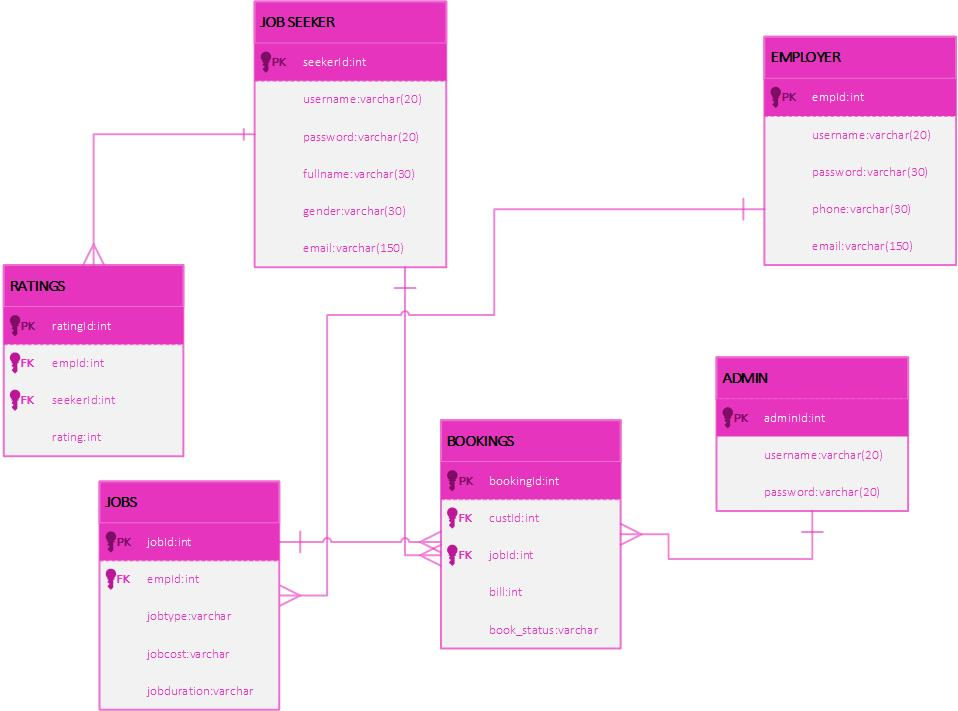 JOB SEEKER
PK seekerId:int
username:varchar(20)
password:varchar(20)
fullname:varchar(30)
gender:varchar(30)
email:varchar(150)
EMPLOYER
PK empId:int
username:varchar(20)
password:varchar(30)
phone:varchar(30)
email:varchar(150)
RATINGS
PK ratingId:int
FK empId:int
FK seekerId:int
rating:int
ADMIN
PK adminId:int
username:varchar(20)
password:varchar(20)
BOOKINGS
PK bookingId:int
FK custId:int
FK jobId:int
bill:int
book_status:varchar
JOBS
PK jobId:int
FK empId:int
jobtype:varchar
jobcost:varchar
jobduration:varchar